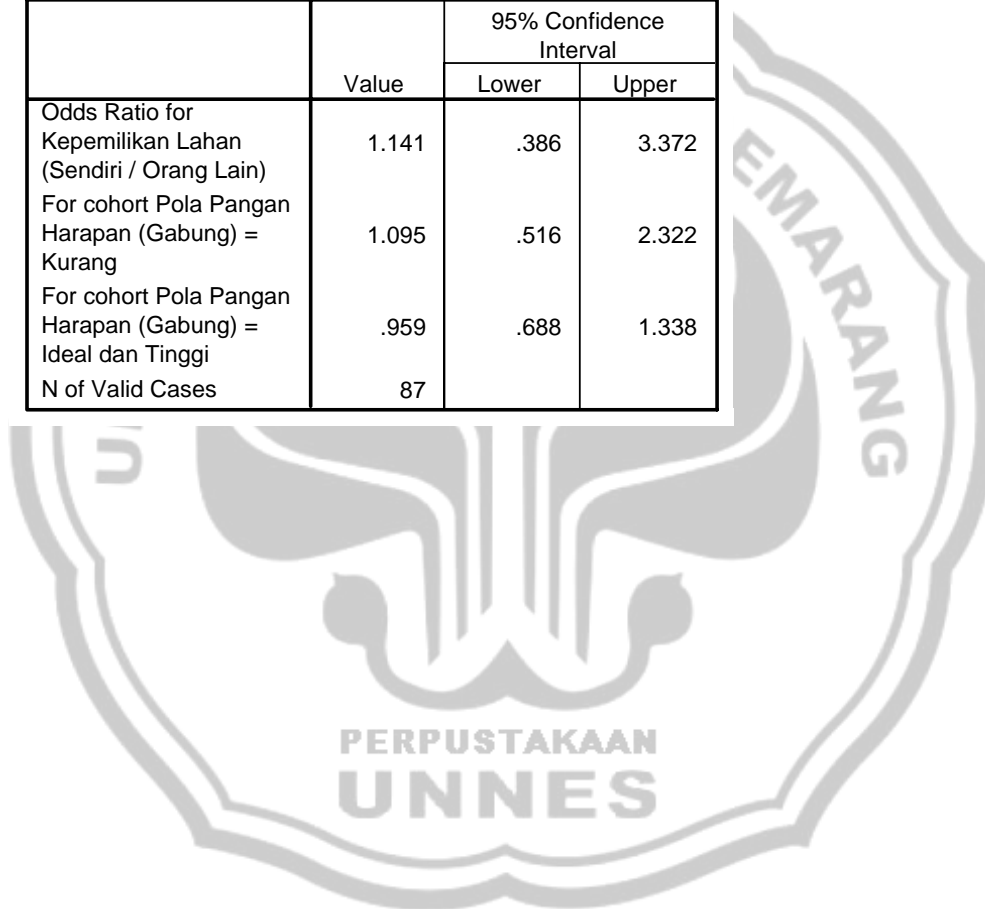 95% Confidence
Interval
Value Lower Upper
Odds Ratio for
Kepemilikan Lahan
(Sendiri / Orang Lain)
1.141 .386 3.372
For cohort Pola Pangan
Harapan (Gabung) =
Kurang
1.095 .516 2.322
For cohort Pola Pangan
Harapan (Gabung) =
Ideal dan Tinggi
.959 .688 1.338
N of Valid Cases 87
EMARANG
UN
PERPUSTAKAAN
UNNES